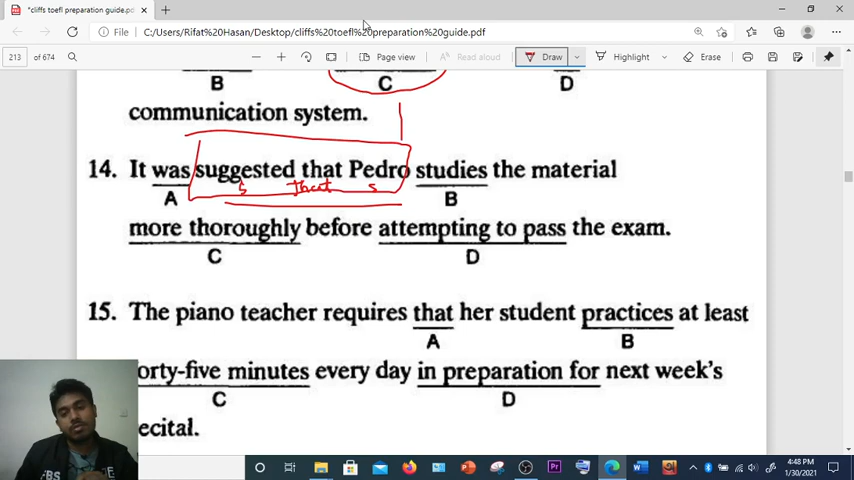 *cliffs toefl preparation guide.pdf
File C:/Users/Rifat%20Hasan/Desktop/cliffs%20toefl%20preparation%20guide.pdf
213 of 674 Page view Read aloud Draw Highlight Erase
B C D
communication system.
14. It was suggested that Pedro studies the material
s that s
A B
more thoroughly before attempting to pass the exam.
C D
15. The piano teacher requires that her student practices at least
A B
orty-five minutes every day in preparation for next week's
C D
ecital.
4:48 PM
1/30/2021